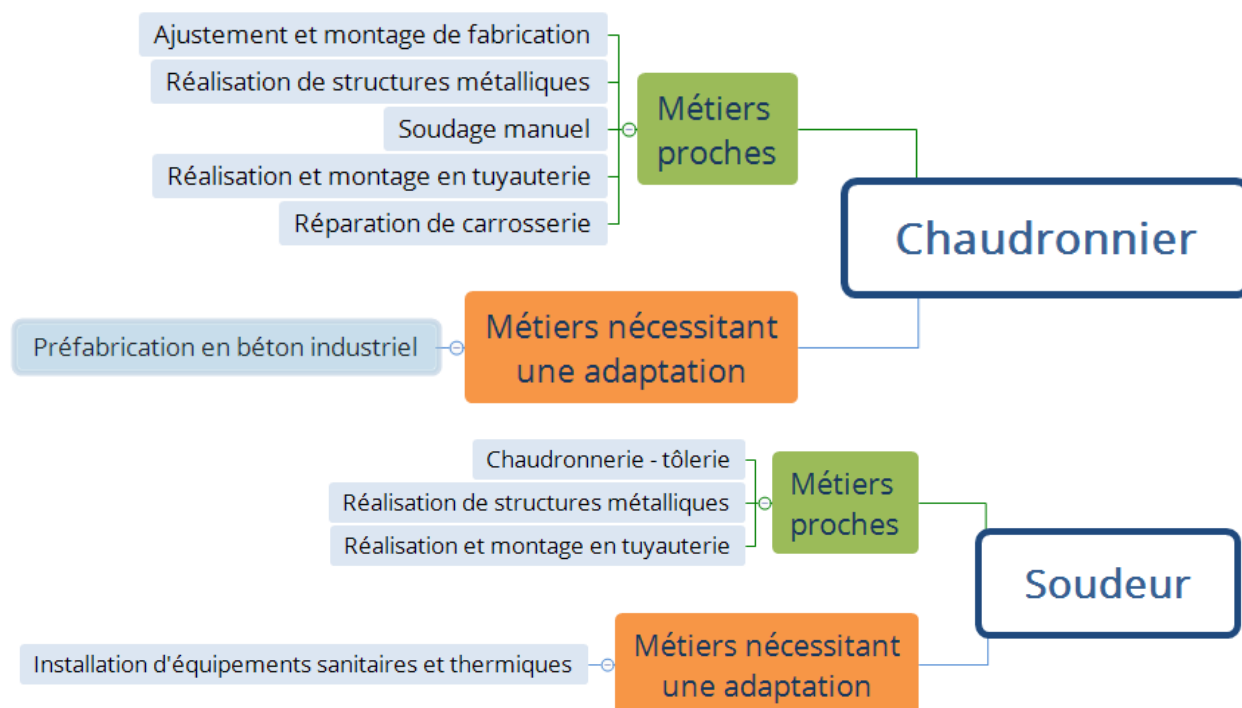 Ajustement et montage de fabrication
Réalisation de structures métalliques
Soudage manuel
Réalisation et montage en tuyauterie
Réparation de carrosserie
Métiers
proches
Chaudronnier
Préfabrication en béton industriel
Métiers nécessitant
une adaptation
Chaudronnerie - tôlerie
Réalisation de structures métalliques
Réalisation et montage en tuyauterie
Métiers
proches
Soudeur
Installation d'équipements sanitaires et thermiques
Métiers nécessitant
une adaptation